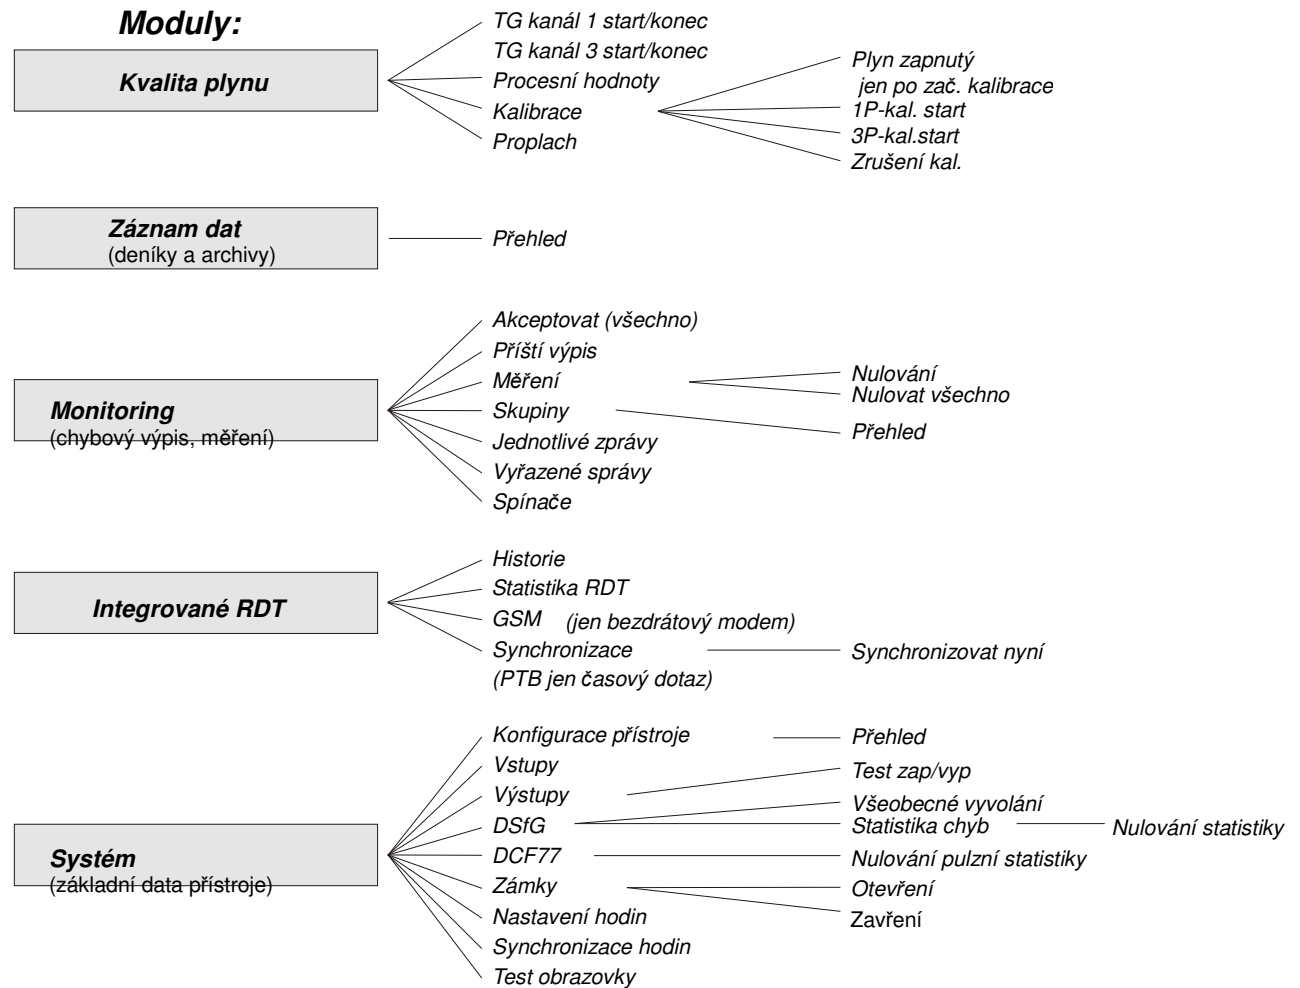 Moduly:
Kvalita plynu
TG kanál 1 start/konec
TG kanál 3 start/konec
Procesní hodnoty
Kalibrace
Proplach
Plyn zapnutý
jen po zač. kalibrace
1P-kal. start
3P-kal.start
Zrušení kal.
Záznam dat
(deníky a archivy)
Přehled
Monitoring
(chybový výpis, měření)
Akceptovat (všechno)
Příští výpis
Měření
Skupiny
Jednotlivé zprávy
Vyřazené správy
Spínače
Nulování
Nulovat všechno
Přehled
Integrované RDT
Historie
Statistika RDT
GSM (jen bezdrátový modem)
Synchronizace
(PTB jen časový dotaz)
Synchronizovat nyní
Systém
(základní data přístroje)
Konfigurace přístroje
Vstupy
Výstupy
DSfG
DCF77
Zámky
Nastavení hodin
Synchronizace hodin
Test obrazovky
Přehled
Test zap/vyp
Všeobecné vyvolání
Statistika chyb
Nulování statistiky
Nulování pulzní statistiky
Otevření
Zavření